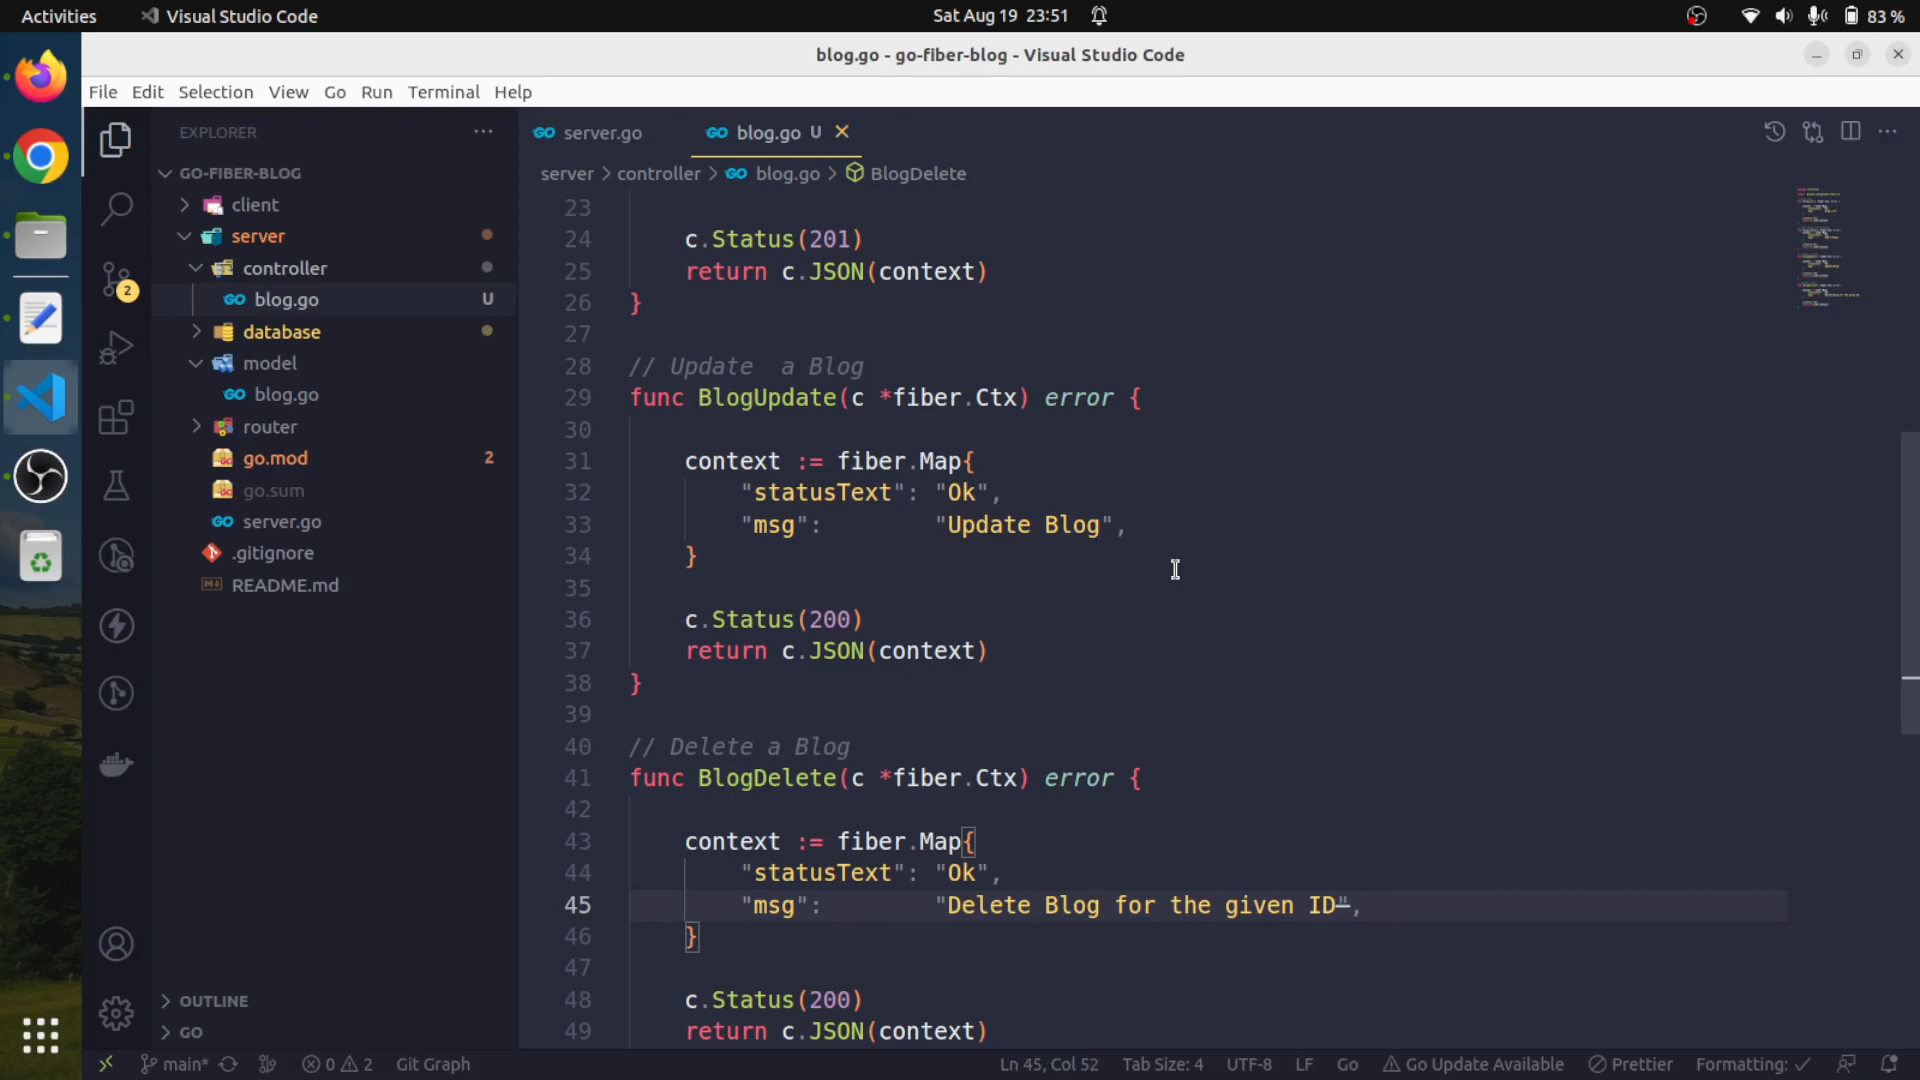 Activities Visual Studio Code Sat Aug 19 23:51 83 %
blog.go - go-fiber-blog - Visual Studio Code
File Edit Selection View Go Run Terminal Help
EXPLORER
GO-FIBER-BLOG
client
server
controller
blog.go U
database
model
blog.go
router
go.mod 2
go.sum
server.go
.gitignore
README.md
OUTLINE
GO
2
server.go blog.go U
server > controller > blog.go > BlogDelete
23
24 c.Status(201)
25 return c.JSON(context)
26 }
27
28 // Update  a Blog
29 func BlogUpdate(c *fiber.Ctx) error {
30
31 context := fiber.Map{
32 "statusText": "Ok",
33 "msg":        "Update Blog",
34 }
35
36 c.Status(200)
37 return c.JSON(context)
38 }
39
40 // Delete a Blog
41 func BlogDelete(c *fiber.Ctx) error {
42
43 context := fiber.Map{
44 "statusText": "Ok",
45 "msg":        "Delete Blog for the given ID",
46 }
47
48 c.Status(200)
49 return c.JSON(context)
main* 0 2 Git Graph Ln 45, Col 52 Tab Size: 4 UTF-8 LF Go Go Update Available Prettier Formatting: ✓